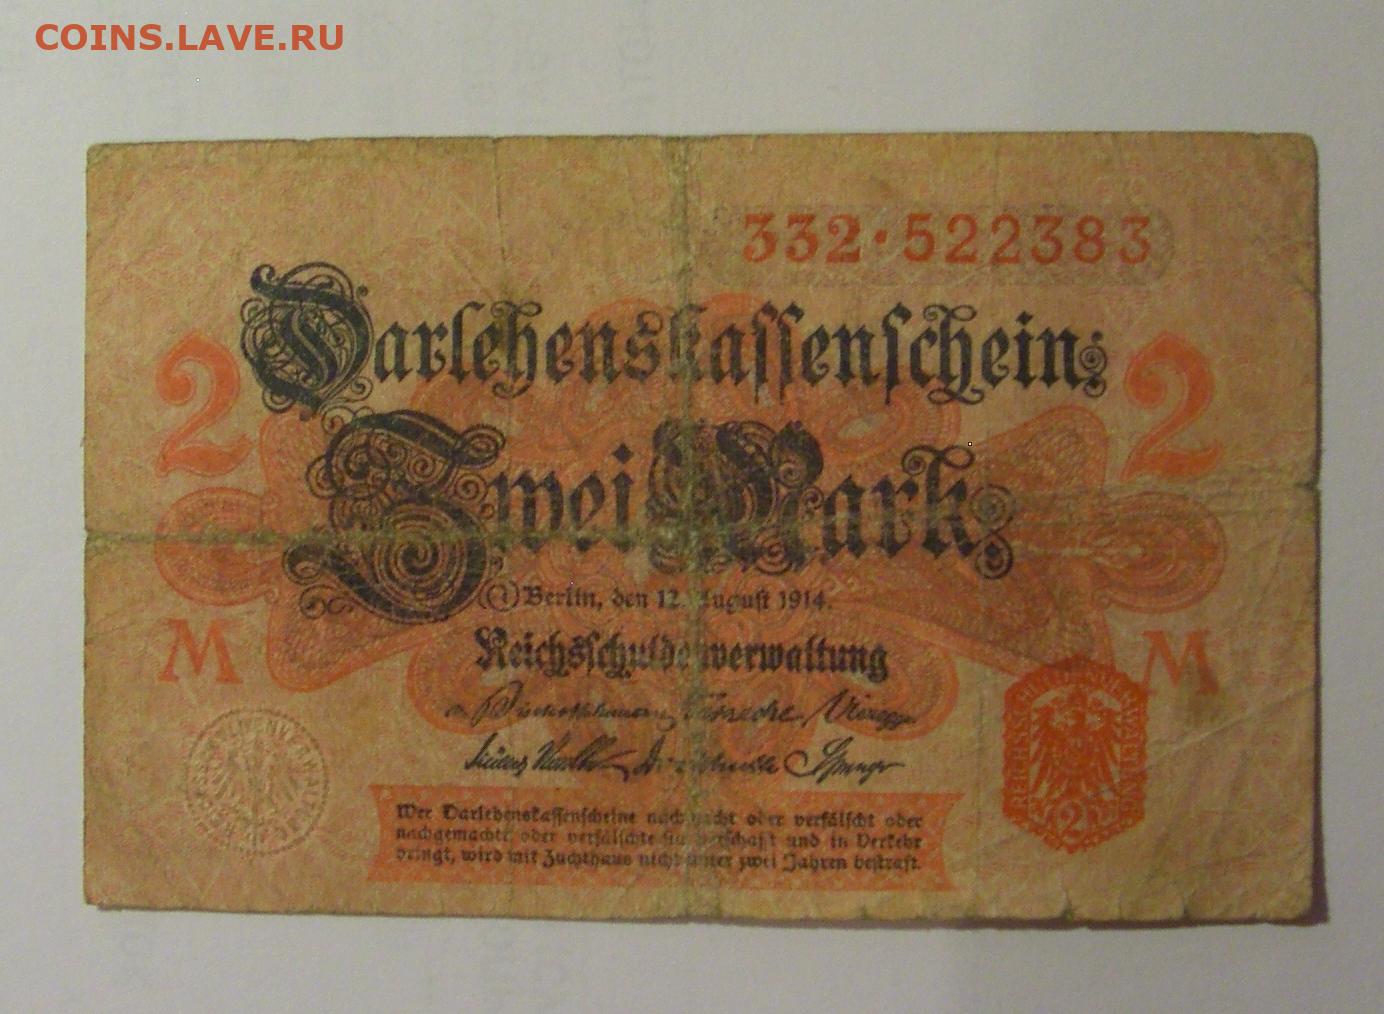 COINS.LAVE.RU
332·522383
Darlehenskassenschein.
2 2
Zwei Mark.
Berlin, den 12. August 1914.
Reichsschuldenverwaltung
M M
REICHSSCHULDENVERWALTUNG
2
Wer Darlehenskassenscheine nachmacht oder verfälscht oder
nachgemachte oder verfälschte sich verschafft und in Verkehr
bringt, wird mit Zuchthaus nicht unter zwei Jahren bestraft.